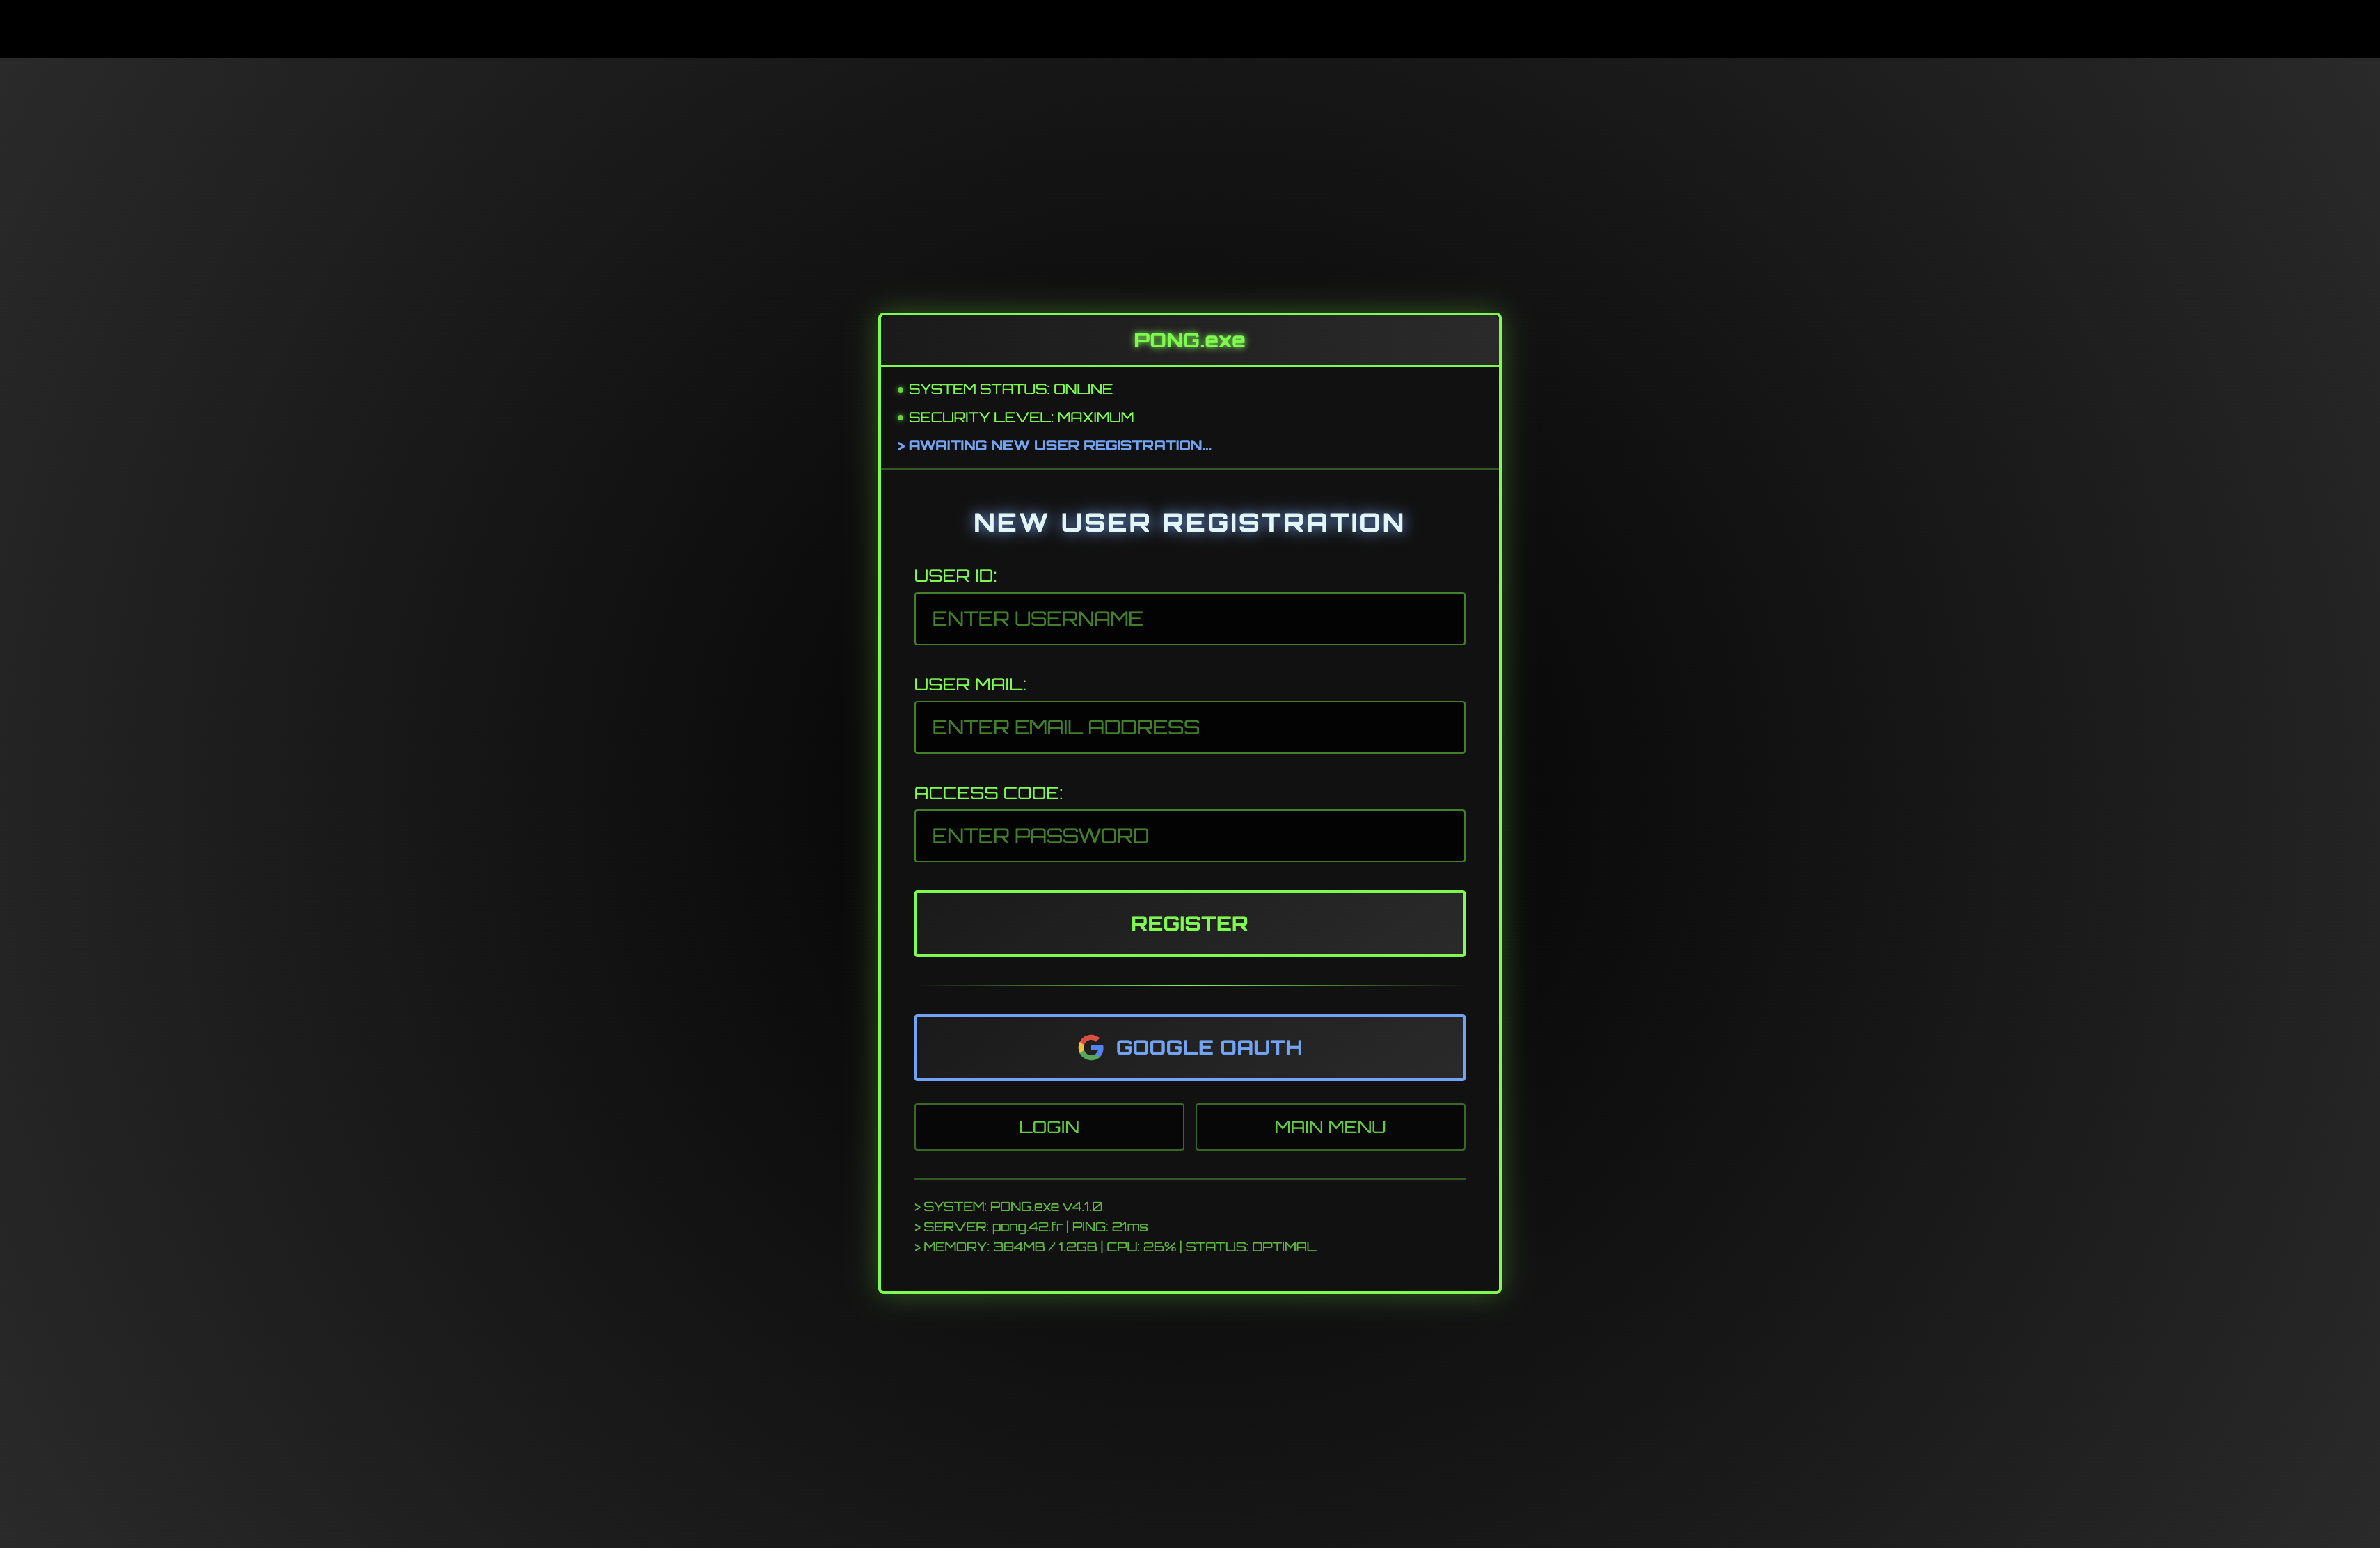 PONG.exe
• SYSTEM STATUS: ONLINE
• SECURITY LEVEL: MAXIMUM
> AWAITING NEW USER REGISTRATION...
NEW USER REGISTRATION
USER ID:
ENTER USERNAME
USER MAIL:
ENTER EMAIL ADDRESS
ACCESS CODE:
ENTER PASSWORD
REGISTER
GOOGLE OAUTH
LOGIN
MAIN MENU
> SYSTEM: PONG.exe v4.1.0
> SERVER: pong.42.fr | PING: 21ms
> MEMORY: 384MB / 1.2GB | CPU: 26% | STATUS: OPTIMAL